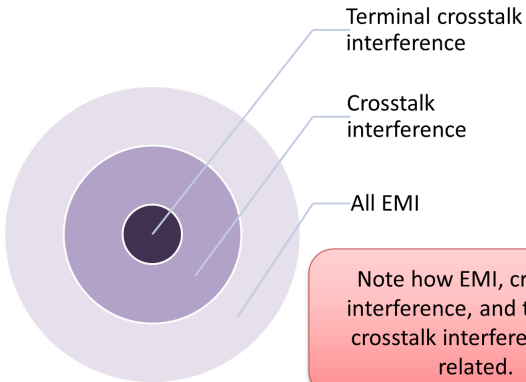 Terminal crosstalk
interference
Crosstalk
interference
All EMI
Note how EMI,
interference, and
crosstalk
related.